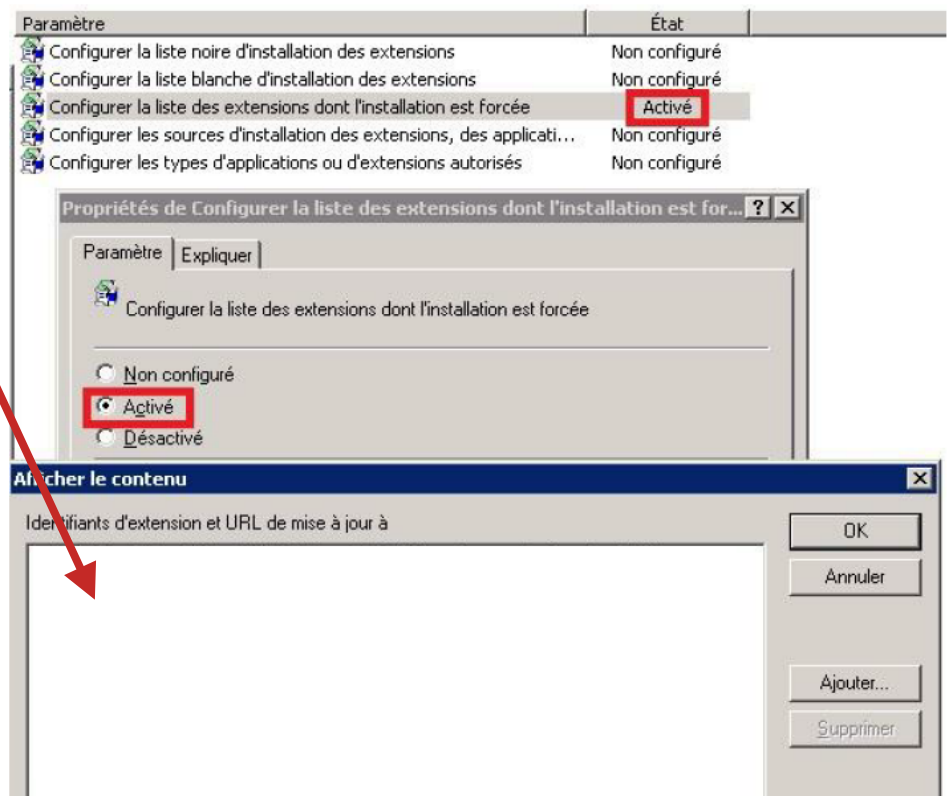 Paramètre État
Configurer la liste noire d'installation des extensions Non configuré
Configurer la liste blanche d'installation des extensions Non configuré
Configurer la liste des extensions dont l'installation est forcée Activé
Configurer les sources d'installation des extensions, des applicati... Non configuré
Configurer les types d'applications ou d'extensions autorisés Non configuré
Propriétés de Configurer la liste des extensions dont l'installation est for...
Paramètre Expliquer
Configurer la liste des extensions dont l'installation est forcée
Non configuré
Activé
Désactivé
Afficher le contenu
Identifiants d'extension et URL de mise à jour à
OK
Annuler
Ajouter...
Supprimer